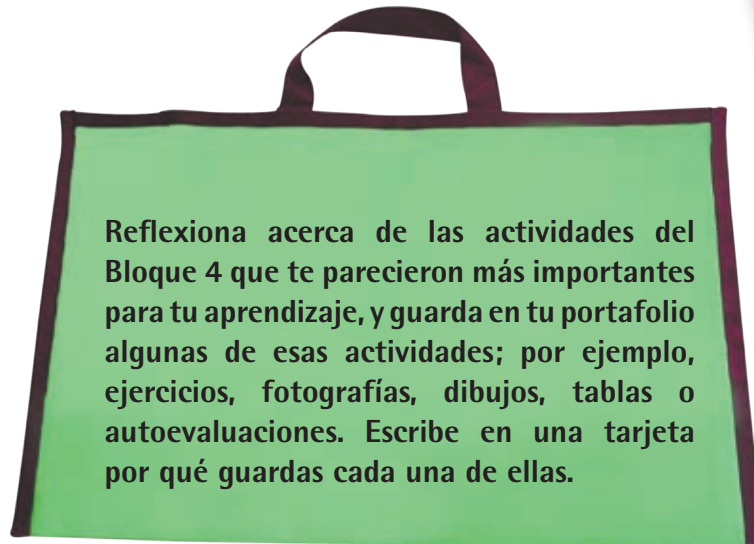 Reflexiona acerca de las actividades del
Bloque 4 que te parecieron más importantes
para tu aprendizaje, y guarda en tu portafolio
algunas de esas actividades; por ejemplo,
ejercicios, fotografías, dibujos, tablas o
autoevaluaciones. Escribe en una tarjeta
por qué guardas cada una de ellas.